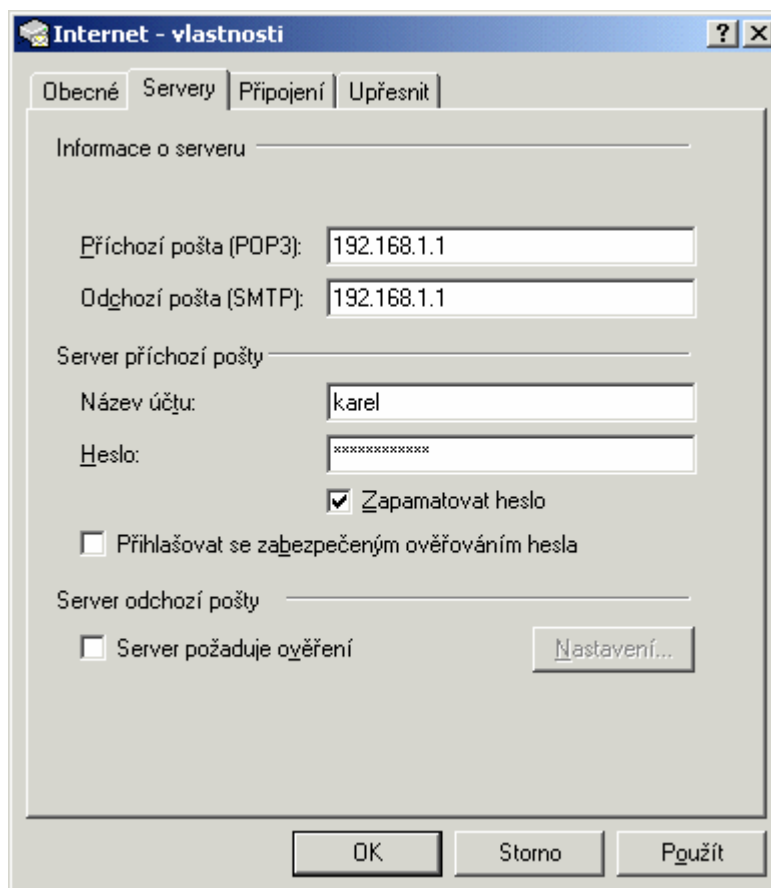 Internet - vlastnosti
Obecné Servery Připojení Upřesnit
Informace o serveru
Příchozí pošta (POP3): 192.168.1.1
Odchozí pošta (SMTP): 192.168.1.1
Server příchozí pošty
Název účtu: karel
Heslo: ************
Zapamatovat heslo
Přihlašovat se zabezpečeným ověřováním hesla
Server odchozí pošty
Server požaduje ověření Nastavení...
OK Storno Použít